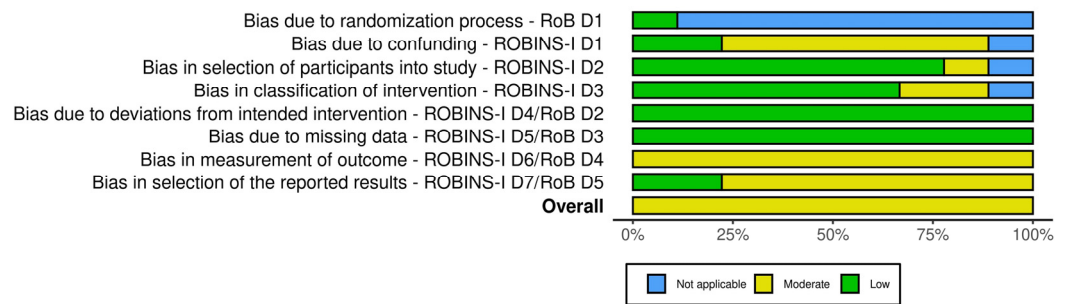 Bias due to randomization process - RoB D1
Bias due to confunding - ROBINS-I D1
Bias in selection of participants into study - ROBINS-I D2
Bias in classification of intervention - ROBINS-I D3
Bias due to deviations from intended intervention - ROBINS-I D4/RoB D2
Bias due to missing data - ROBINS-I D5/RoB D3
Bias in measurement of outcome - ROBINS-I D6/RoB D4
Bias in selection of the reported results - ROBINS-I D7/RoB D5
Overall
0% 25% 50% 75% 100%
Not applicable Moderate Low